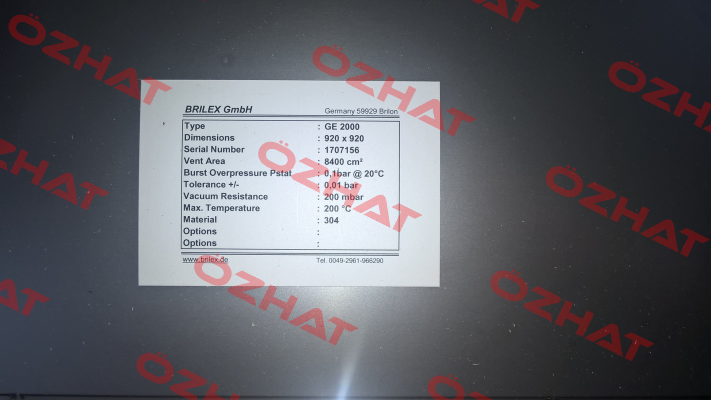 ÖZHAT
BRILEX GmbH Germany 59929 Brilon
Type : GE 2000
Dimensions : 920 x 920
Serial Number : 1707156
Vent Area : 8400 cm²
Burst Overpressure Pstat : 0,1bar @ 20°C
Tolerance +/- : 0,01 bar
Vacuum Resistance : 200 mbar
Max. Temperature : 200 °C
Material : 304
Options :
Options :
www.brilex.de Tel. 0049-2961-966290
ÖZHAT
ÖZHAT
ÖZHAT
ÖZHAT
ÖZHAT
ÖZHAT
ÖZHAT
ÖZHAT